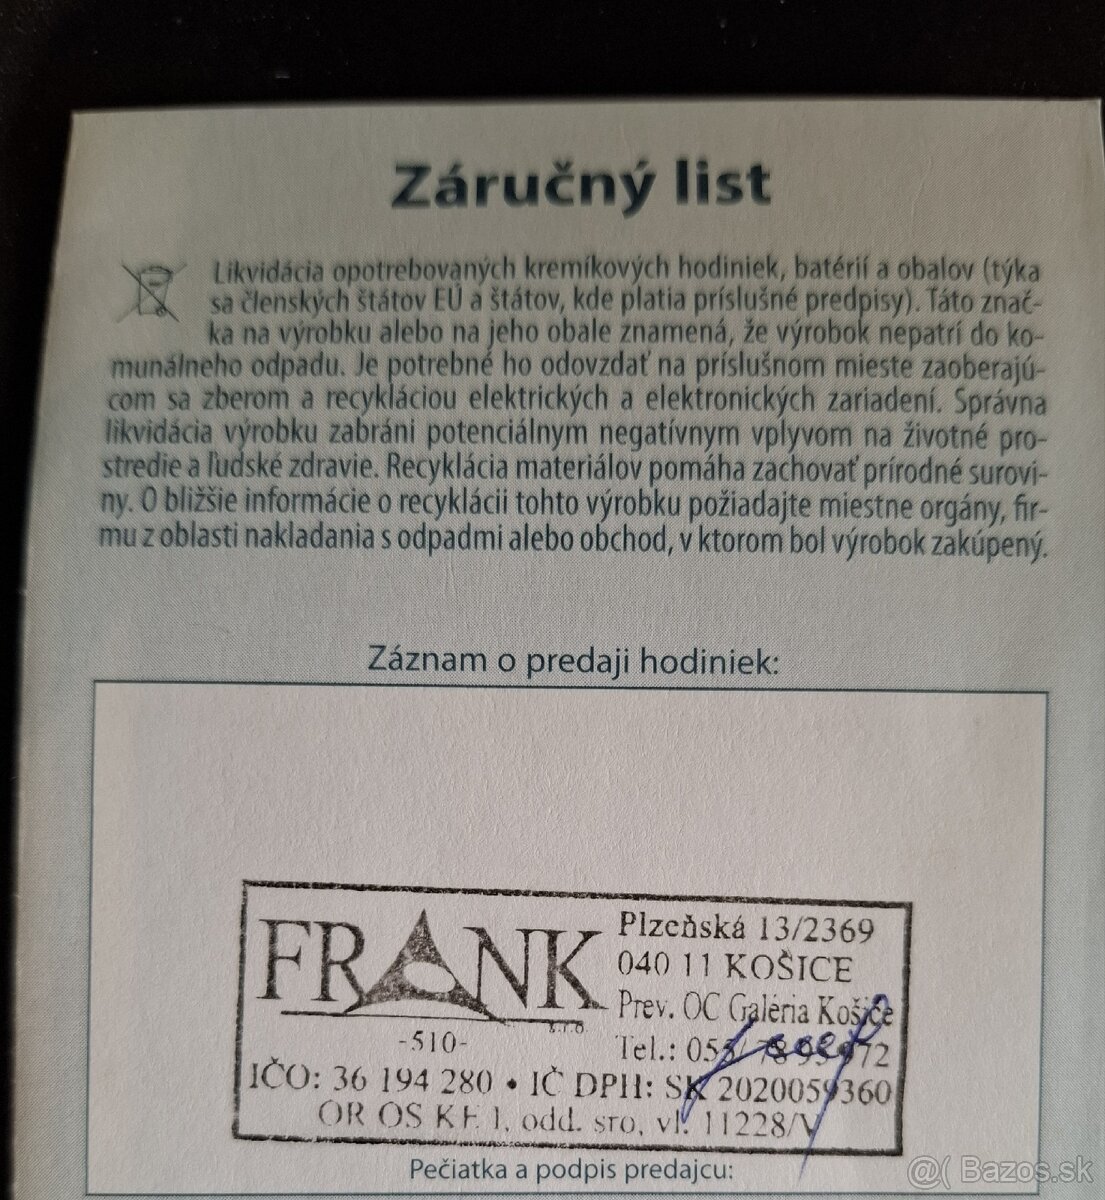 Záručný list
Likvidácia opotrebovaných kremíkových hodiniek, batérií a obalov (týka
sa členských štátov EÚ a štátov, kde platia príslušné predpisy). Táto znač-
ka na výrobku alebo na jeho obale znamená, že výrobok nepatrí do ko-
munálneho odpadu. Je potrebné ho odovzdať na príslušnom mieste zaoberajú-
com sa zberom a recykláciou elektrických a elektronických zariadení. Správna
likvidácia výrobku zabráni potenciálnym negatívnym vplyvom na životné pro-
stredie a ľudské zdravie. Recyklácia materiálov pomáha zachovať prírodné surovi-
ny. O bližšie informácie o recyklácii tohto výrobku požiadajte miestne orgány, fir-
mu z oblasti nakladania s odpadmi alebo obchod, v ktorom bol výrobok zakúpený.
Záznam o predaji hodiniek:
FRANK
s.r.o.
-510-
Plzeňská 13/2369
040 11 KOŠICE
Prev. OC Galéria Košice
Tel.:
IČO: 36 194 280 • IČ DPH: SK 2020059360
OR OS KE I, odd. sro, vl. 11228/V
Pečiatka a podpis predajcu:
@( Bazos.sk